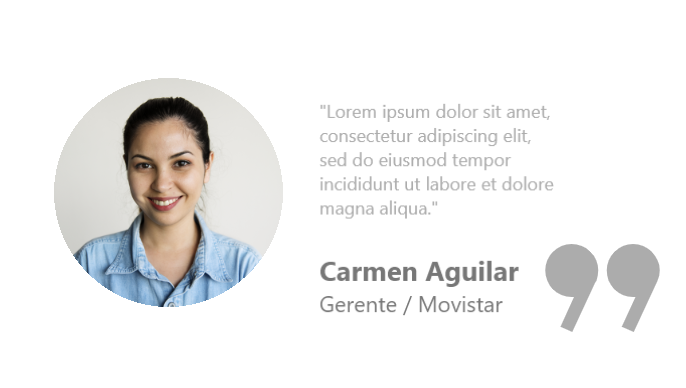 "Lorem ipsum dolor sit amet,
consectetur adipiscing elit,
sed do eiusmod tempor
incididunt ut labore et dolore
magna aliqua."
Carmen Aguilar
Gerente / Movistar